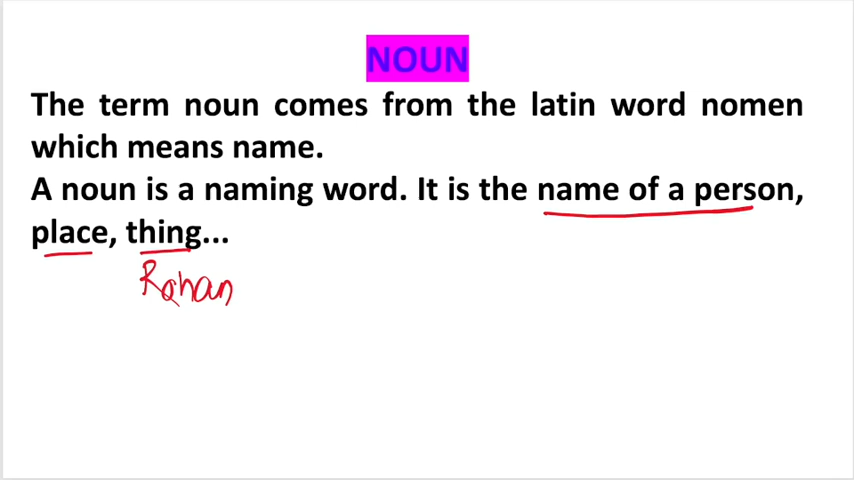 NOUN
The term noun comes from the latin word nomen
which means name.
A noun is a naming word. It is the name of a person,
place, thing...
Rohan